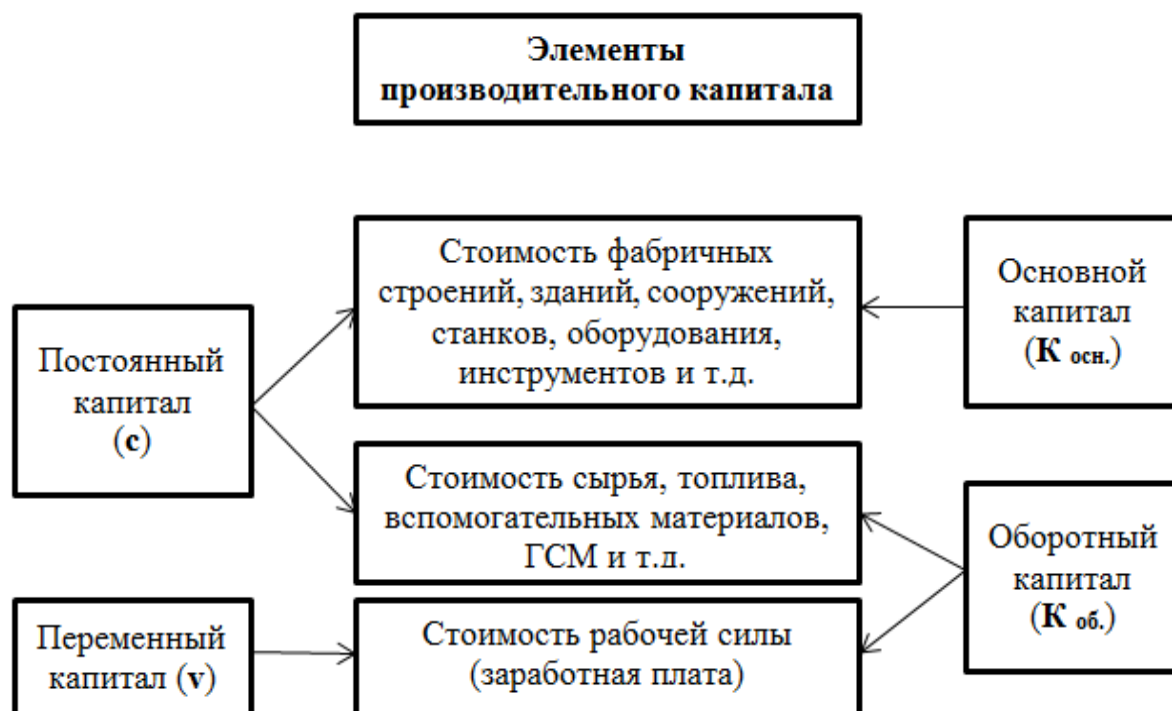 Элементы
производительного капитала
Стоимость фабричных
строений, зданий, сооружений,
станков, оборудования,
инструментов и т.д.
Основной
капитал
(К осн.)
Постоянный
капитал
(с)
Стоимость сырья, топлива,
вспомогательных материалов,
ГСМ и т.д.
Оборотный
капитал
(К об.)
Переменный
капитал (v)
Стоимость рабочей силы
(заработная плата)